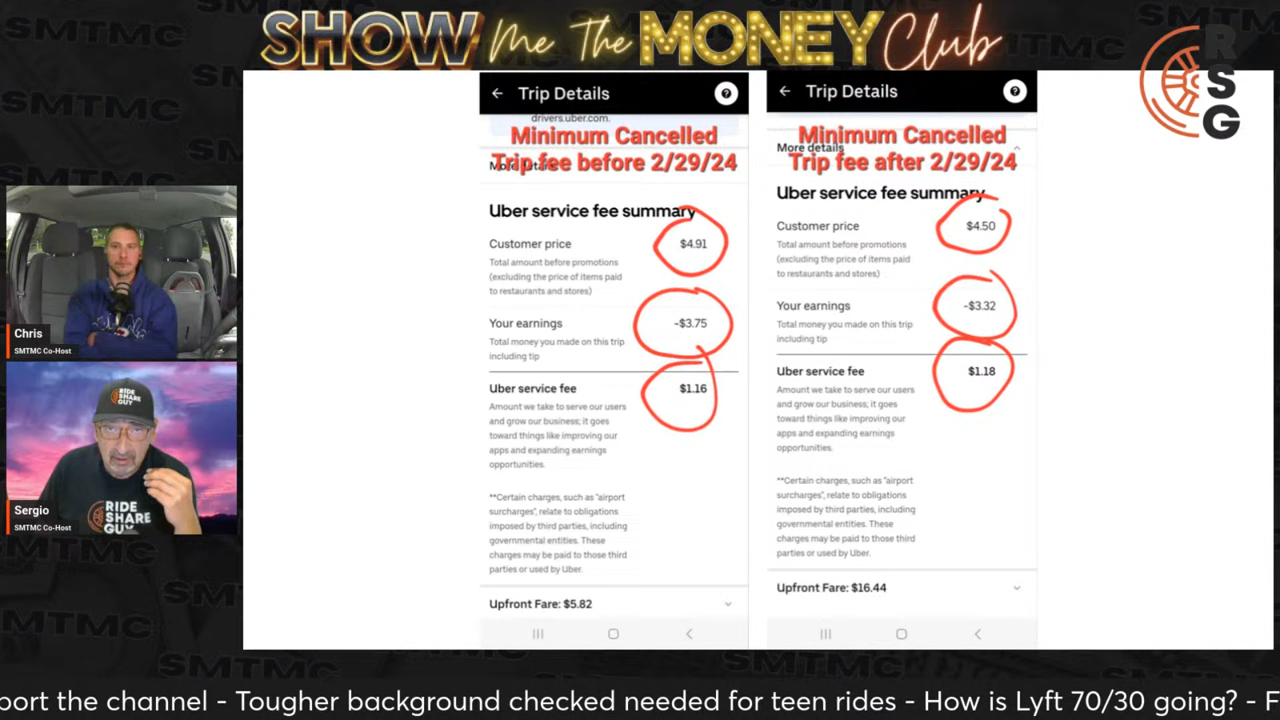 SHOW Me The MONEY Club
RSG
Trip Details
drivers.uber.com.
Minimum Cancelled
Trip fee before 2/29/24
Uber service fee summary
Customer price
$4.91
Total amount before promotions
(excluding the price of items paid
to restaurants and stores)
Your earnings
-$3.75
Total money you made on this trip
including tip
Uber service fee
$1.16
Amount we take to serve our users
and grow our business; it goes
toward things like improving our
apps and expanding earnings
opportunities.
**Certain charges, such as "airport
surcharges", relate to obligations
imposed by third parties, including
governmental entities. These
charges may be paid to those third
parties or used by Uber.
Upfront Fare: $5.82
Trip Details
Minimum Cancelled
More details
Trip fee after 2/29/24
Uber service fee summary
Customer price
$4.50
Total amount before promotions
(excluding the price of items paid
to restaurants and stores)
Your earnings
-$3.32
Total money you made on this trip
including tip
Uber service fee
$1.18
Amount we take to serve our users
and grow our business; it goes
toward things like improving our
apps and expanding earnings
opportunities.
**Certain charges, such as "airport
surcharges", relate to obligations
imposed by third parties, including
governmental entities. These
charges may be paid to those third
parties or used by Uber.
Upfront Fare: $16.44
Chris
SMTMC Co-Host
RIDE
SHARE
GUY
RIDE
SHARE
GUY
Sergio
SMTMC Co-Host
SMTMC
SMTMC
SMTMC
SMTMC
port the channel - Tougher background checked needed for teen rides - How is Lyft 70/30 going? - F